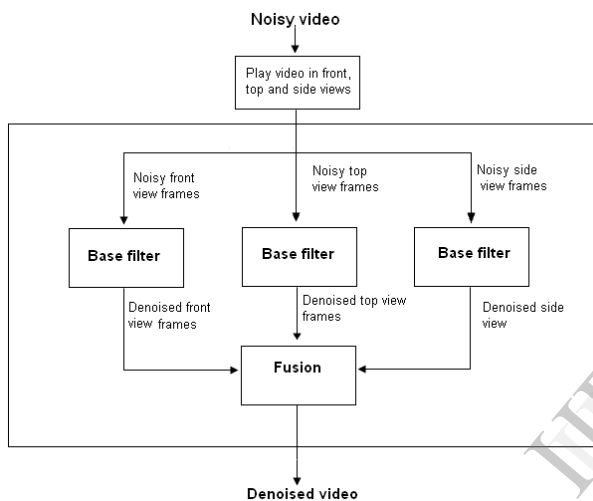 Noisy video
Play video in front,
top and side views
Noisy front
view frames
Noisy top
view frames
Noisy side
view frames
Base filter
Base filter
Base filter
Denoised front
view frames
Denoised top view
frames
Denoised side
view
Fusion
Denoised video